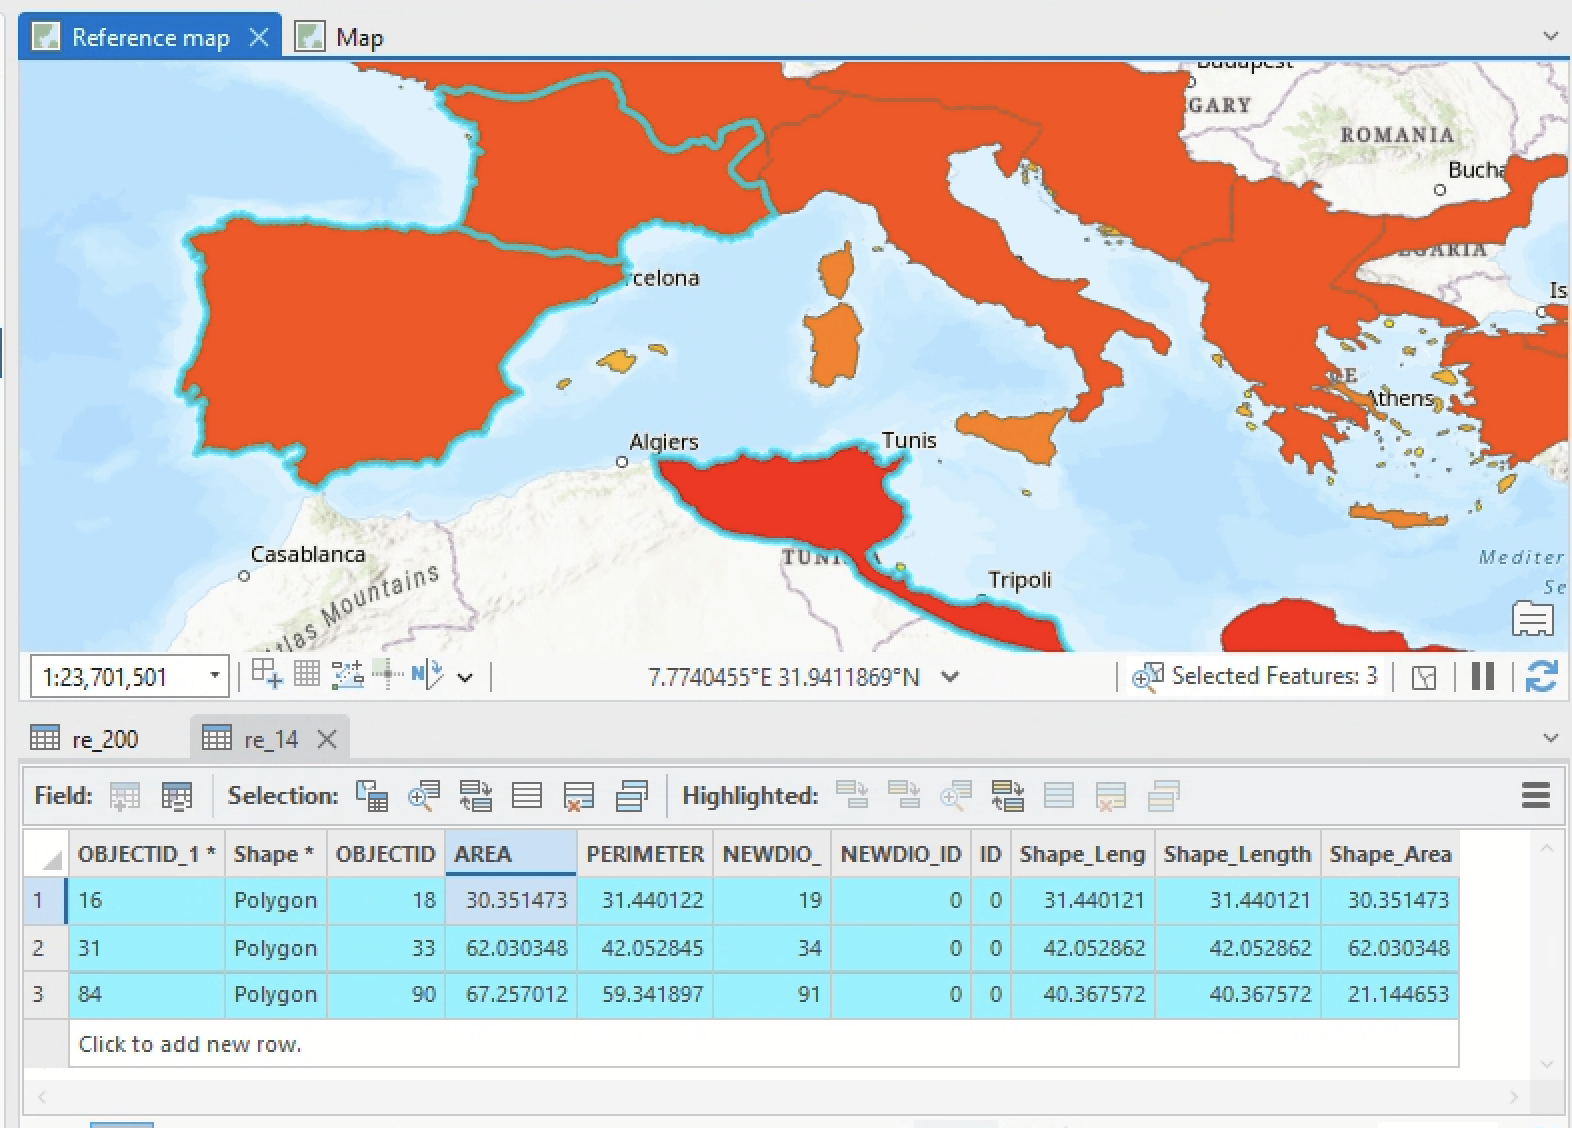 Reference map
Map
Budapest
GARY
ROMANIA
Bucha
GARIA
Is
rcelona
E
Athens
Algiers
Tunis
TUNI
Casablanca
Atlas Mountains
Tripoli
Mediter
Se
1:23,701,501
7.7740455°E 31.9411869°N
Selected Features: 3
re_200
re_14
Field: Selection: Highlighted:
OBJECTID_1 * Shape * OBJECTID AREA PERIMETER NEWDIO_ NEWDIO_ID ID Shape_Leng Shape_Length Shape_Area
1 16 Polygon 18 30.351473 31.440122 19 0 0 31.440121 31.440121 30.351473
2 31 Polygon 33 62.030348 42.052845 34 0 0 42.052862 42.052862 62.030348
3 84 Polygon 90 67.257012 59.341897 91 0 0 40.367572 40.367572 21.144653
Click to add new row.